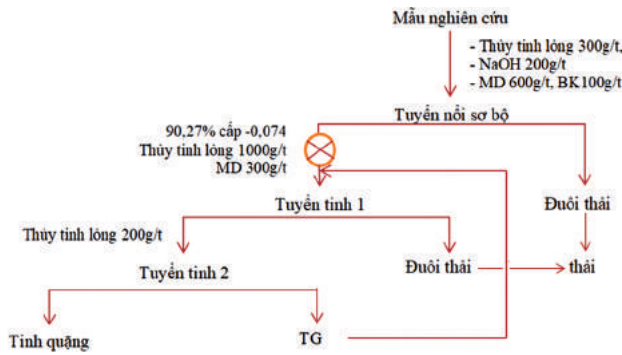 Mẫu nghiên cứu
- Thủy tinh lỏng 300g/t,
- NaOH 200g/t
- MD 600g/t, BK100g/t
Tuyển nổi sơ bộ
90,27% cấp -0,074
Thủy tinh lỏng 1000g/t
MD 300g/t
Tuyển tinh 1
Đuôi thải
Thủy tinh lỏng 200g/t
Tuyển tinh 2
Đuôi thải
thải
Tinh quặng
TG